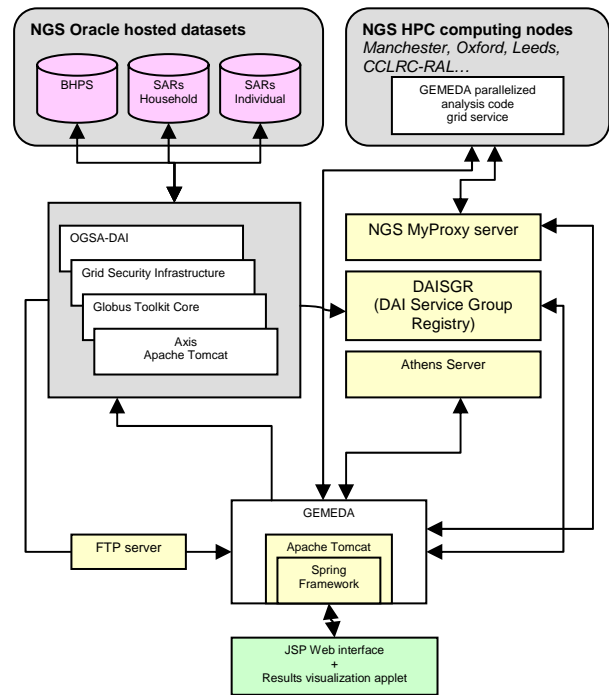 NGS Oracle hosted datasets
BHPS
SARs
Household
SARs
Individual
NGS HPC computing nodes
Manchester, Oxford, Leeds,
CCLRC-RAL…
GEMEDA parallelized
analysis code
grid service
OGSA-DAI
Grid Security Infrastructure
Globus Toolkit Core
Axis
Apache Tomcat
NGS MyProxy server
DAISGR
(DAI Service Group
Registry)
Athens Server
GEMEDA
FTP server
Apache Tomcat
Spring
Framework
JSP Web interface
+
Results visualization applet